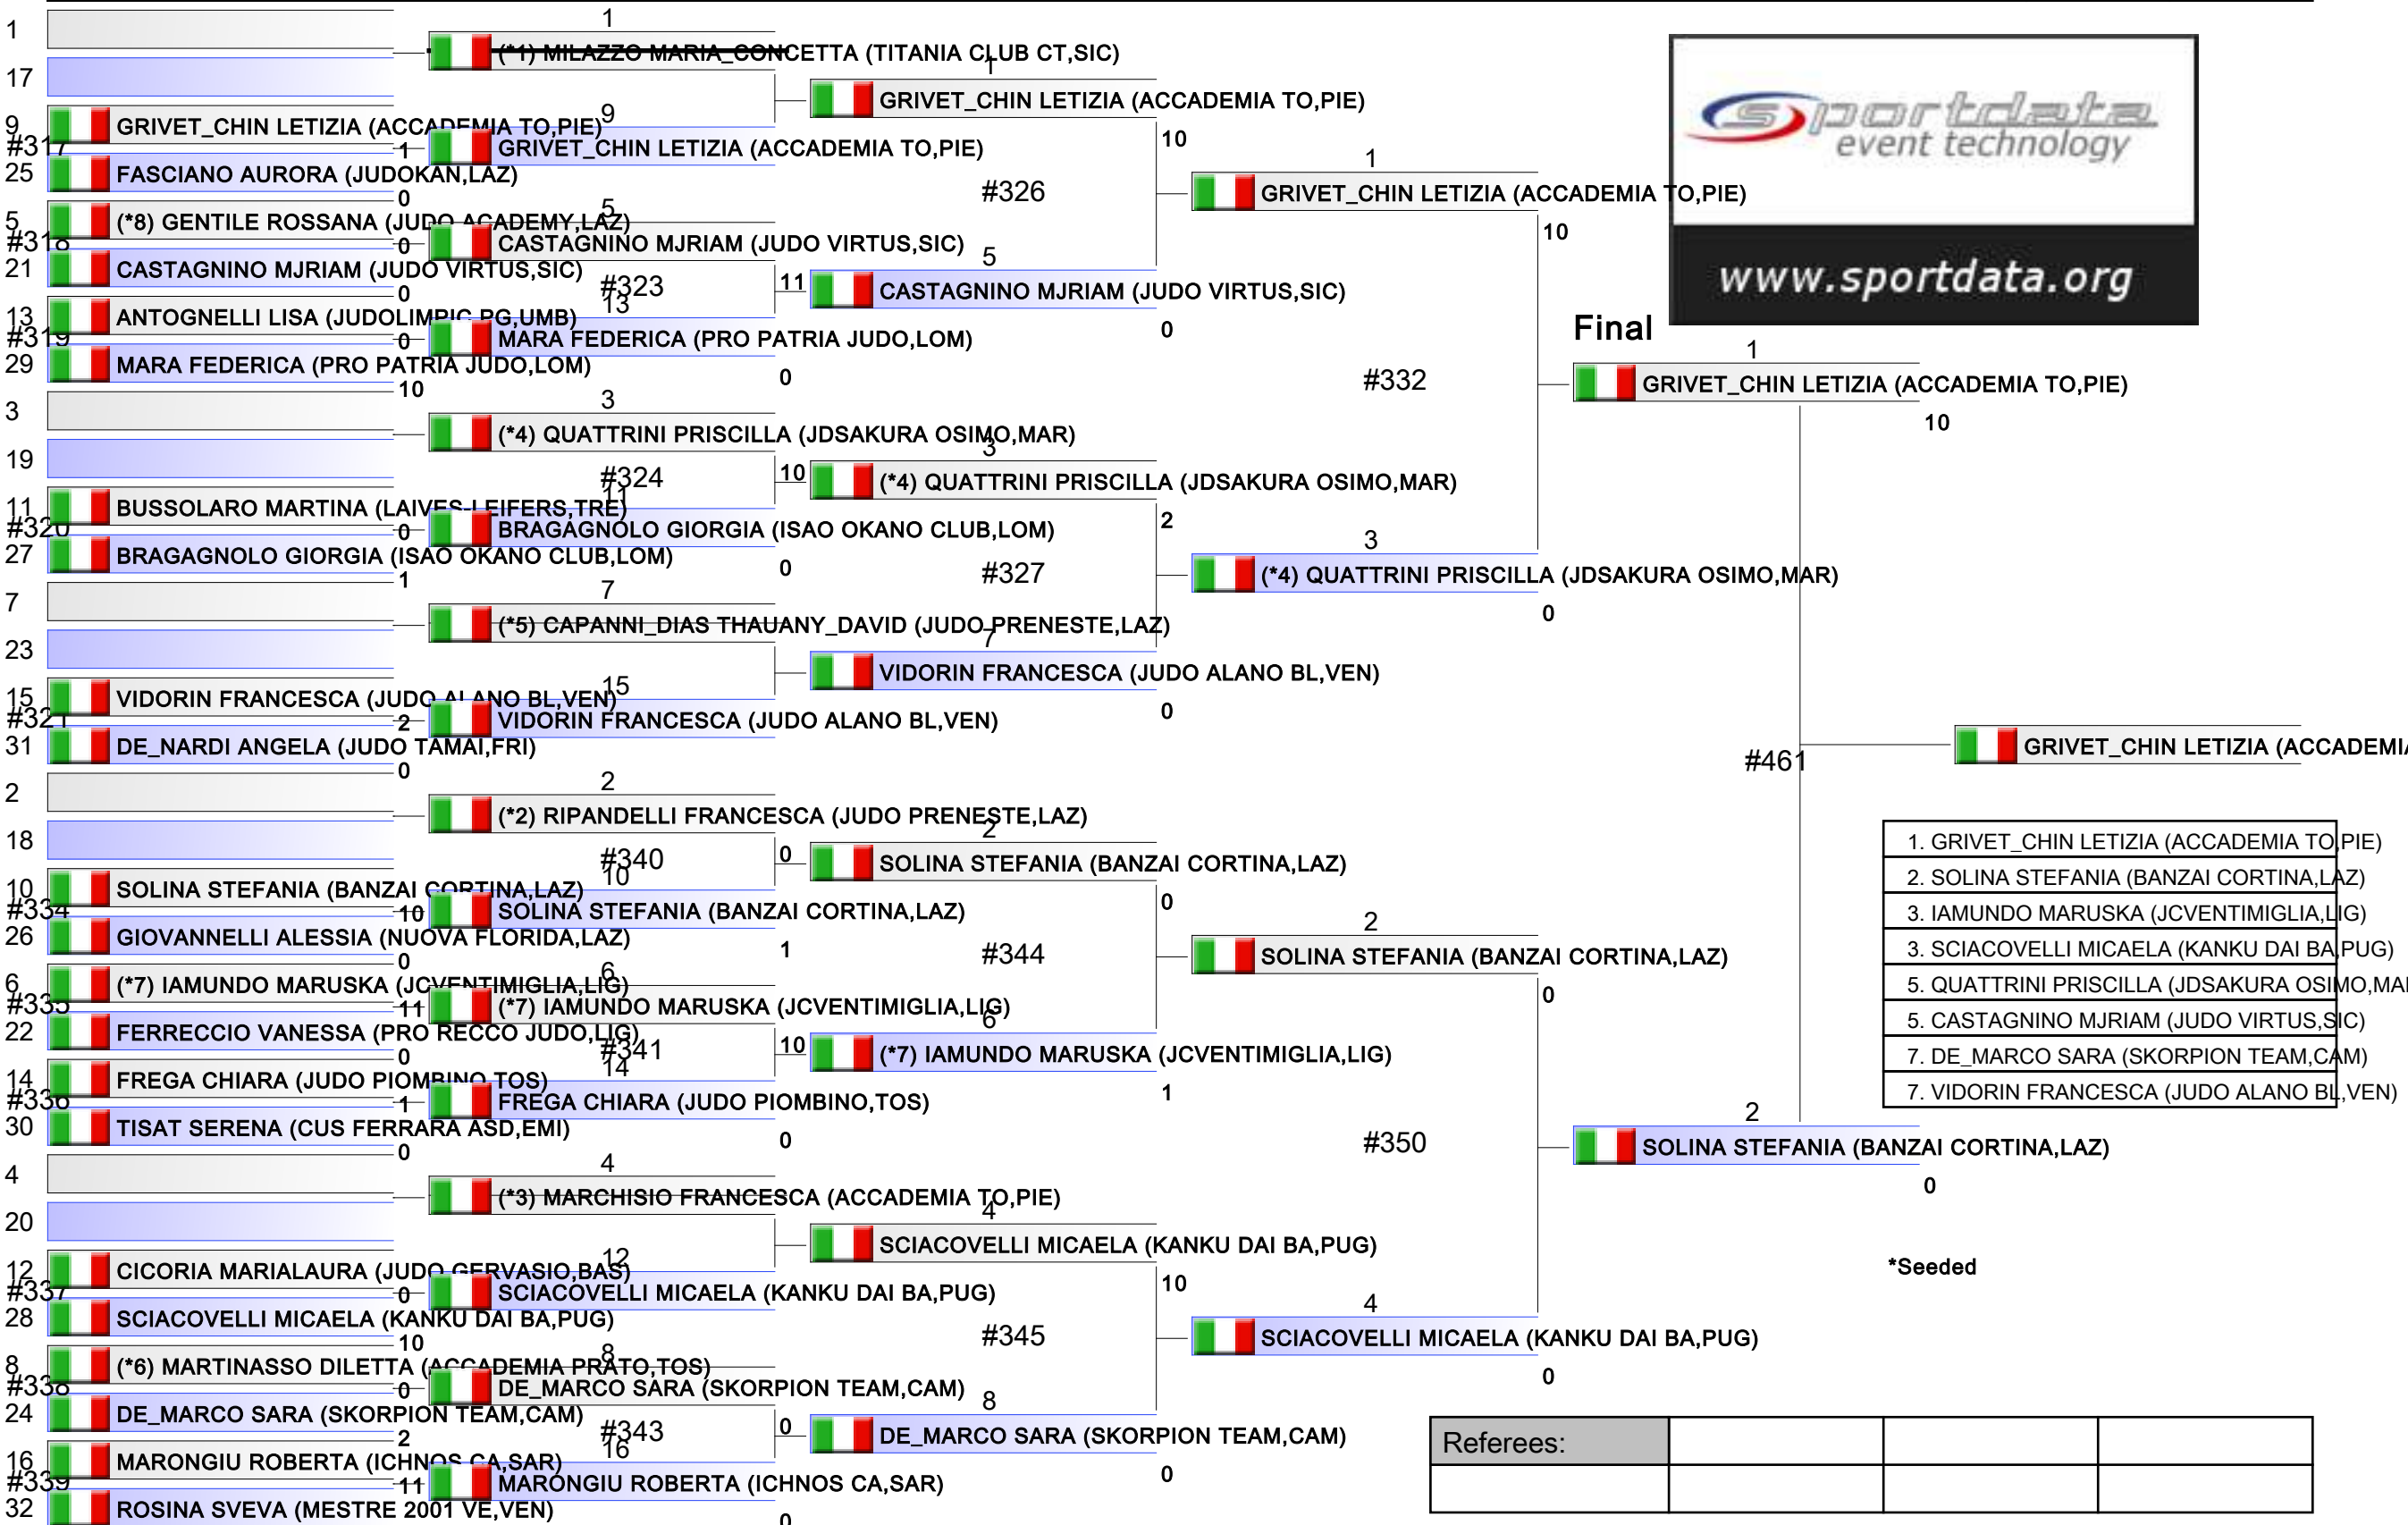 1
17
9
#317
25
5
#318
21
13
#319
29
3
19
11
#320
27
7
23
15
#321
31
2
18
10
#334
26
6
#335
22
14
#336
30
4
20
12
#337
28
8
#338
24
16
#339
32
GRIVET_CHIN LETIZIA (ACCADEMIA TO,PIE)
1
FASCIANO AURORA (JUDOKAN,LAZ)
0
(*8) GENTILE ROSSANA (JUDO ACADEMY,LAZ)
0
CASTAGNINO MJRIAM (JUDO VIRTUS,SIC)
0
ANTOGNELLI LISA (JUDOLIMPIC PG,UMB)
0
MARA FEDERICA (PRO PATRIA JUDO,LOM)
10
BUSSOLARO MARTINA (LAIVES-LEIFERS,TRE)
0
BRAGAGNOLO GIORGIA (ISAO OKANO CLUB,LOM)
1
VIDORIN FRANCESCA (JUDO ALANO BL,VEN)
2
DE_NARDI ANGELA (JUDO TAMAI,FRI)
0
SOLINA STEFANIA (BANZAI CORTINA,LAZ)
10
GIOVANNELLI ALESSIA (NUOVA FLORIDA,LAZ)
0
(*7) IAMUNDO MARUSKA (JCVENTIMIGLIA,LIG)
11
FERRECCIO VANESSA (PRO RECCO JUDO,LIG)
0
FREGA CHIARA (JUDO PIOMBINO,TOS)
1
TISAT SERENA (CUS FERRARA ASD,EMI)
0
CICORIA MARIALAURA (JUDO GERVASIO,BAS)
0
SCIACOVELLI MICAELA (KANKU DAI BA,PUG)
10
(*6) MARTINASSO DILETTA (ACCADEMIA PRATO,TOS)
0
DE_MARCO SARA (SKORPION TEAM,CAM)
2
MARONGIU ROBERTA (ICHNOS CA,SAR)
11
ROSINA SVEVA (MESTRE 2001 VE,VEN)
1
(*1) MILAZZO MARIA_CONCETTA (TITANIA CLUB CT,SIC)
9
GRIVET_CHIN LETIZIA (ACCADEMIA TO,PIE)
5
CASTAGNINO MJRIAM (JUDO VIRTUS,SIC)
#323
11
13
MARA FEDERICA (PRO PATRIA JUDO,LOM)
0
3
(*4) QUATTRINI PRISCILLA (JDSAKURA OSIMO,MAR)
#324
10
11
BRAGAGNOLO GIORGIA (ISAO OKANO CLUB,LOM)
0
7
(*5) CAPANNI_DIAS THAUANY_DAVID (JUDO PRENESTE,LAZ)
15
VIDORIN FRANCESCA (JUDO ALANO BL,VEN)
2
(*2) RIPANDELLI FRANCESCA (JUDO PRENESTE,LAZ)
#340
0
10
SOLINA STEFANIA (BANZAI CORTINA,LAZ)
1
6
(*7) IAMUNDO MARUSKA (JCVENTIMIGLIA,LIG)
#341
10
14
FREGA CHIARA (JUDO PIOMBINO,TOS)
0
4
(*3) MARCHISIO FRANCESCA (ACCADEMIA TO,PIE)
12
SCIACOVELLI MICAELA (KANKU DAI BA,PUG)
8
DE_MARCO SARA (SKORPION TEAM,CAM)
#343
0
16
MARONGIU ROBERTA (ICHNOS CA,SAR)
0
1
GRIVET_CHIN LETIZIA (ACCADEMIA TO,PIE)
10
#326
5
CASTAGNINO MJRIAM (JUDO VIRTUS,SIC)
0
3
(*4) QUATTRINI PRISCILLA (JDSAKURA OSIMO,MAR)
2
#327
7
VIDORIN FRANCESCA (JUDO ALANO BL,VEN)
0
2
SOLINA STEFANIA (BANZAI CORTINA,LAZ)
0
#344
6
(*7) IAMUNDO MARUSKA (JCVENTIMIGLIA,LIG)
1
4
SCIACOVELLI MICAELA (KANKU DAI BA,PUG)
10
#345
8
DE_MARCO SARA (SKORPION TEAM,CAM)
0
1
GRIVET_CHIN LETIZIA (ACCADEMIA TO,PIE)
10
#332
3
(*4) QUATTRINI PRISCILLA (JDSAKURA OSIMO,MAR)
0
2
SOLINA STEFANIA (BANZAI CORTINA,LAZ)
0
#350
4
SCIACOVELLI MICAELA (KANKU DAI BA,PUG)
0
sportdata
event technology
www.sportdata.org
Final
1
GRIVET_CHIN LETIZIA (ACCADEMIA TO,PIE)
10
#461
GRIVET_CHIN LETIZIA (ACCADEMIA
2
SOLINA STEFANIA (BANZAI CORTINA,LAZ)
0
1. GRIVET_CHIN LETIZIA (ACCADEMIA TO,PIE)
2. SOLINA STEFANIA (BANZAI CORTINA,LAZ)
3. IAMUNDO MARUSKA (JCVENTIMIGLIA,LIG)
3. SCIACOVELLI MICAELA (KANKU DAI BA,PUG)
5. QUATTRINI PRISCILLA (JDSAKURA OSIMO,MAR
5. CASTAGNINO MJRIAM (JUDO VIRTUS,SIC)
7. DE_MARCO SARA (SKORPION TEAM,CAM)
7. VIDORIN FRANCESCA (JUDO ALANO BL,VEN)
*Seeded
Referees: